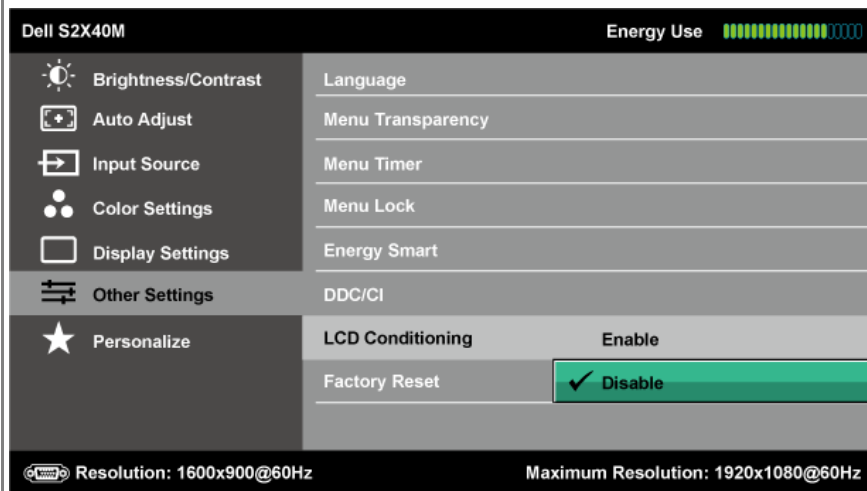 Dell S2X40M Energy Use
Brightness/Contrast Language
Auto Adjust Menu Transparency
Input Source Menu Timer
Color Settings Menu Lock
Display Settings Energy Smart
Other Settings DDC/CI
Personalize LCD Conditioning Enable
Factory Reset Disable
Resolution: 1600x900@60Hz Maximum Resolution: 1920x1080@60Hz